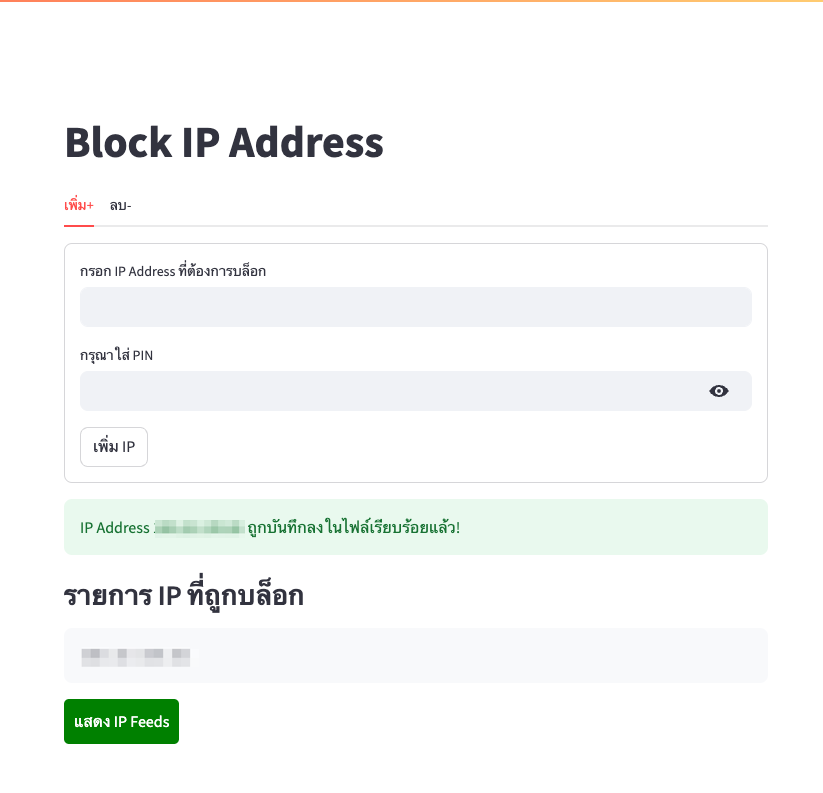 Block IP Address
เพิ่ม+ ลบ-
กรอก IP Address ที่ต้องการบล็อก
กรุณาใส่ PIN
เพิ่ม IP
IP Address ถูกบันทึกลงในไฟล์เรียบร้อยแล้ว!
รายการ IP ที่ถูกบล็อก
แสดง IP Feeds